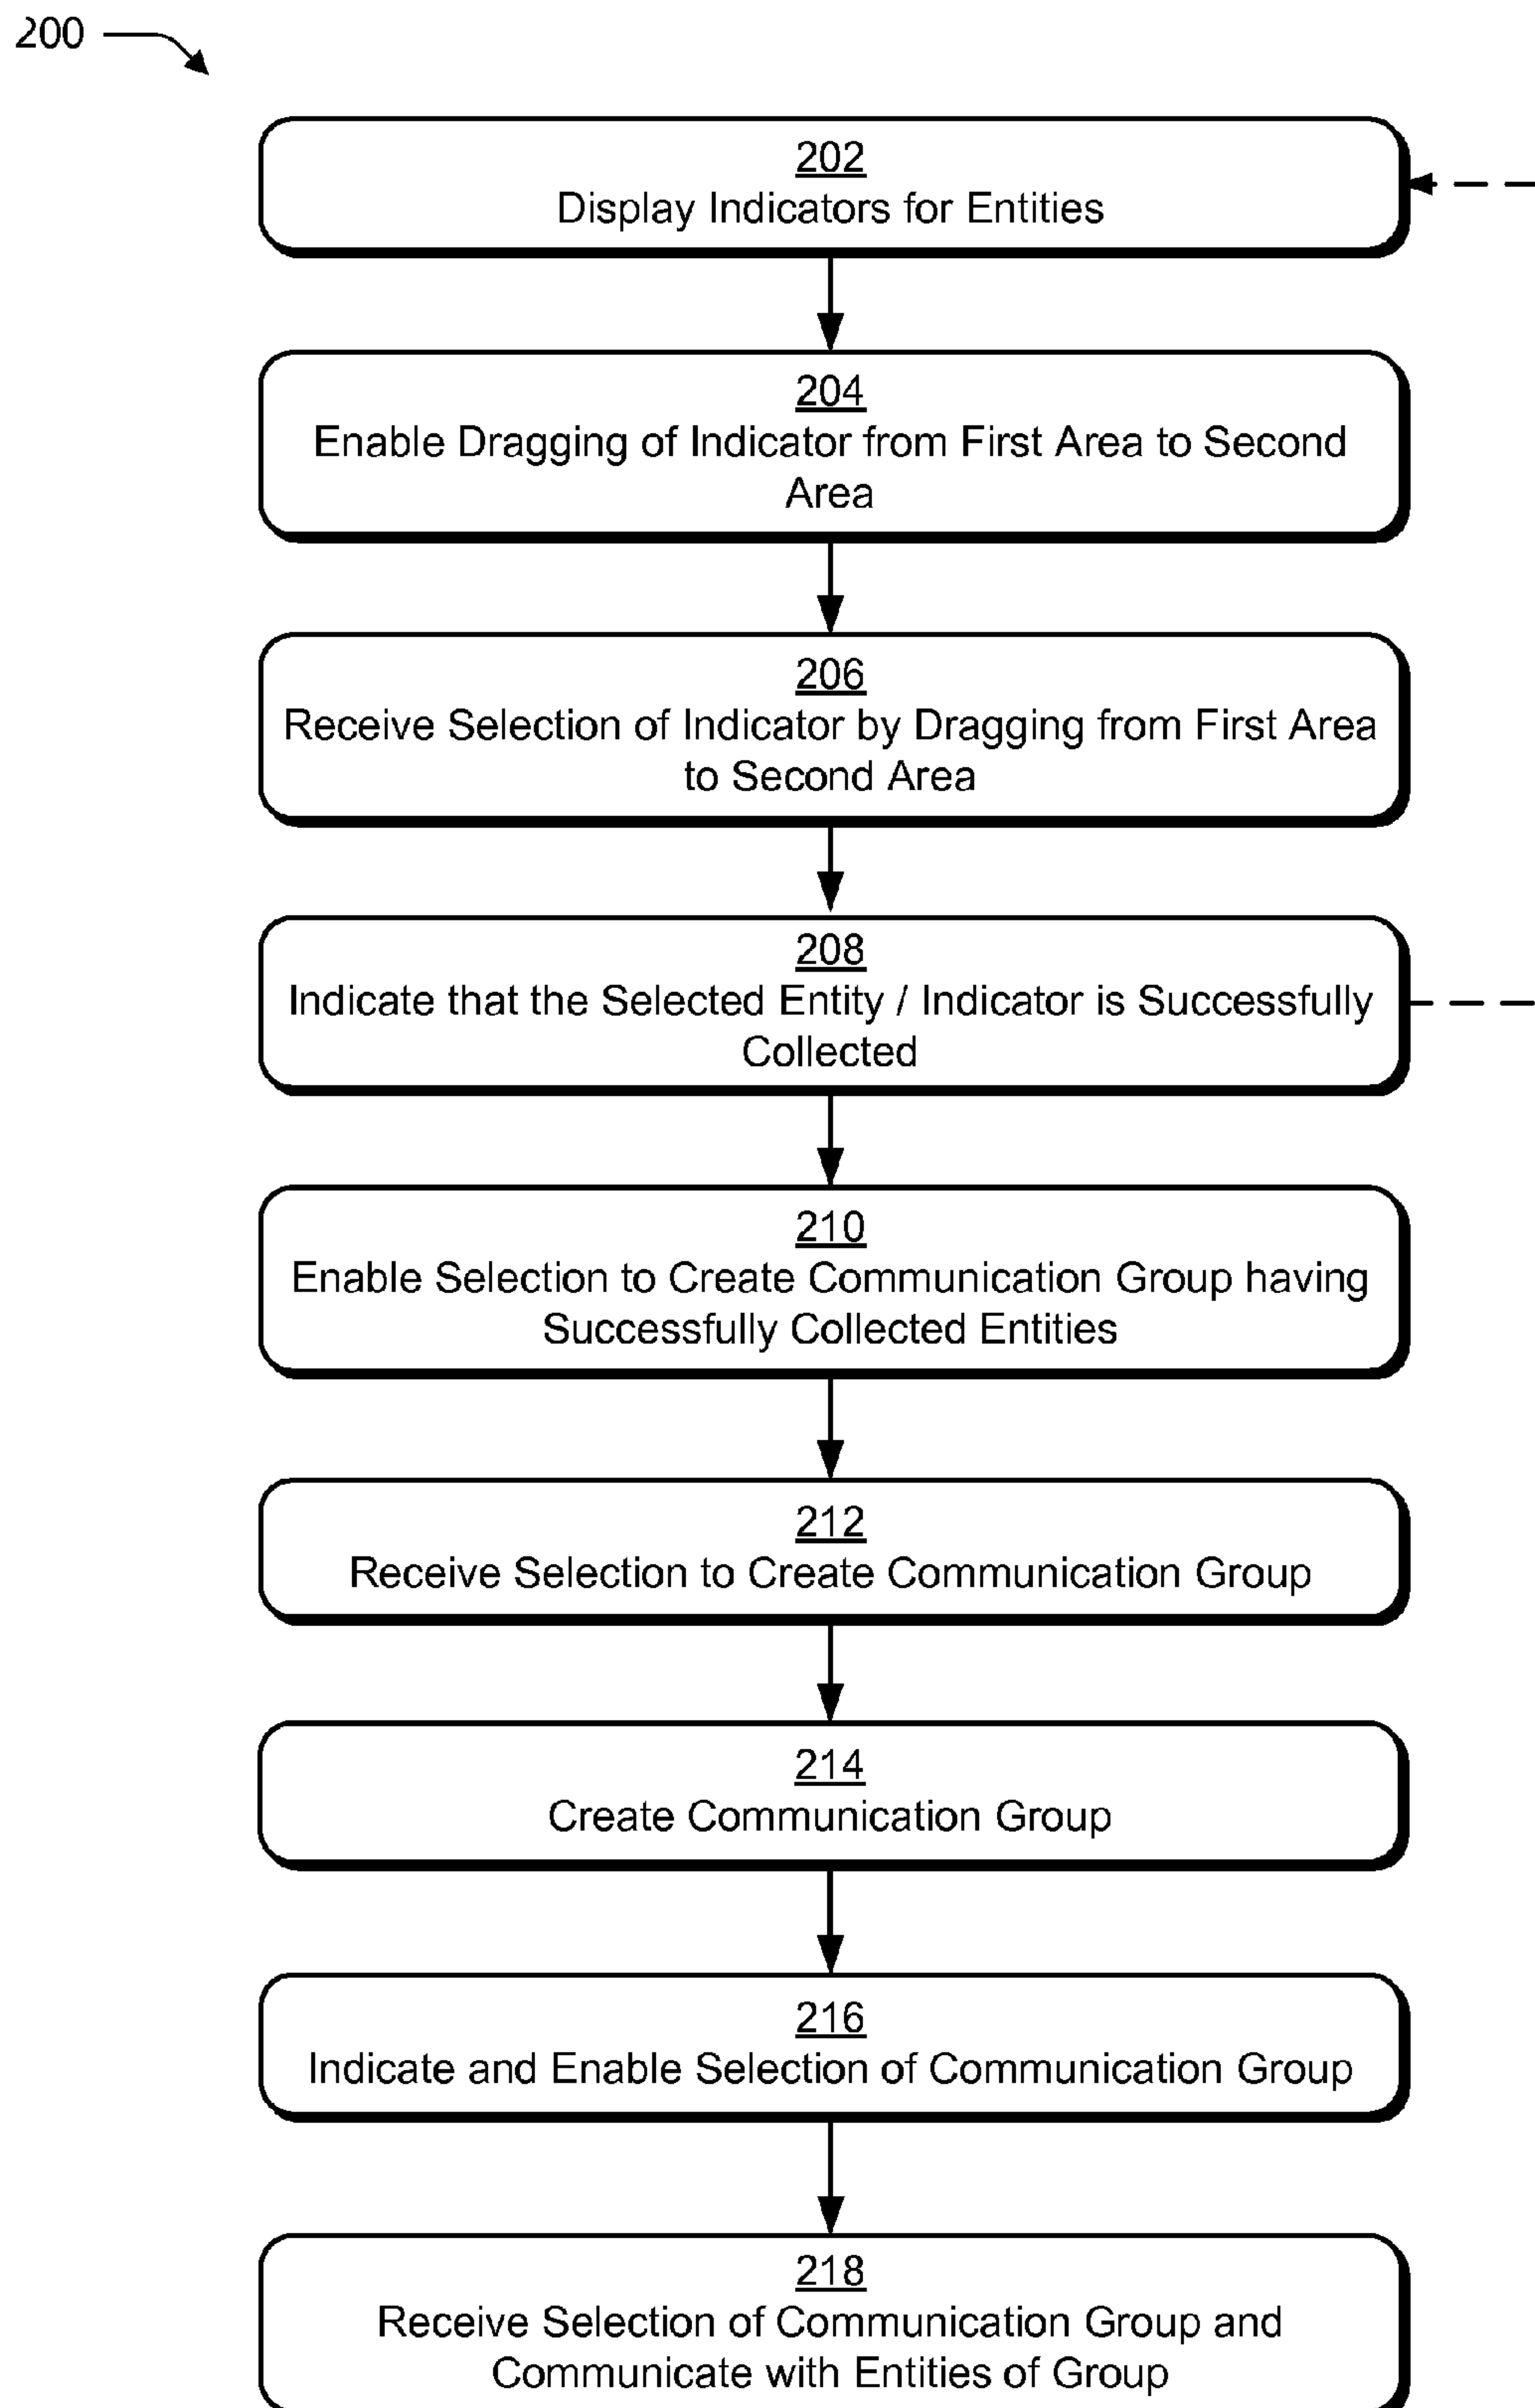 200
202
Display Indicators for Entities
204
Enable Dragging of Indicator from First Area to Second
Area
206
Receive Selection of Indicator by Dragging from First Area
to Second Area
208
Indicate that the Selected Entity / Indicator is Successfully
Collected
210
Enable Selection to Create Communication Group having
Successfully Collected Entities
212
Receive Selection to Create Communication Group
214
Create Communication Group
216
Indicate and Enable Selection of Communication Group
218
Receive Selection of Communication Group and
Communicate with Entities of Group